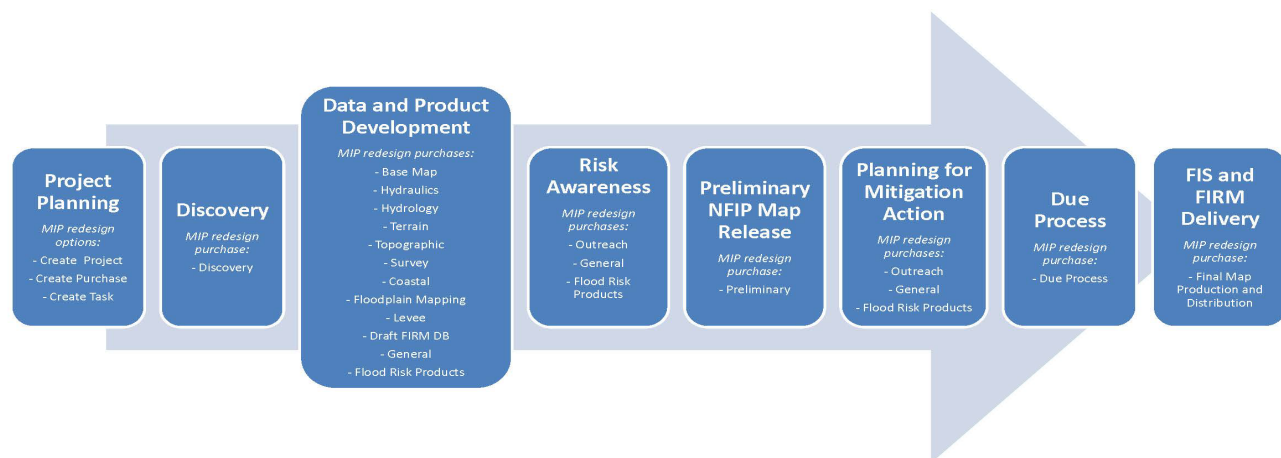 Project
Planning
MIP redesign
options:
- Create Project
- Create Purchase
- Create Task
Discovery
MIP redesign
purchase:
- Discovery
Data and Product
Development
MIP redesign purchases:
- Base Map
- Hydraulics
- Hydrology
- Terrain
- Topographic
- Survey
- Coastal
- Floodplain Mapping
- Levee
- Draft FIRM DB
- General
- Flood Risk Products
Risk
Awareness
MIP redesign
purchases:
- Outreach
- General
- Flood Risk
Products
Preliminary
NFIP Map
Release
MIP redesign
purchase:
- Preliminary
Planning for
Mitigation
Action
MIP redesign
purchases:
- Outreach
- General
- Flood Risk Products
Due
Process
MIP redesign
purchase:
- Due Process
FIS and
FIRM
Delivery
MIP redesign
purchase:
- Final Map
Production and
Distribution